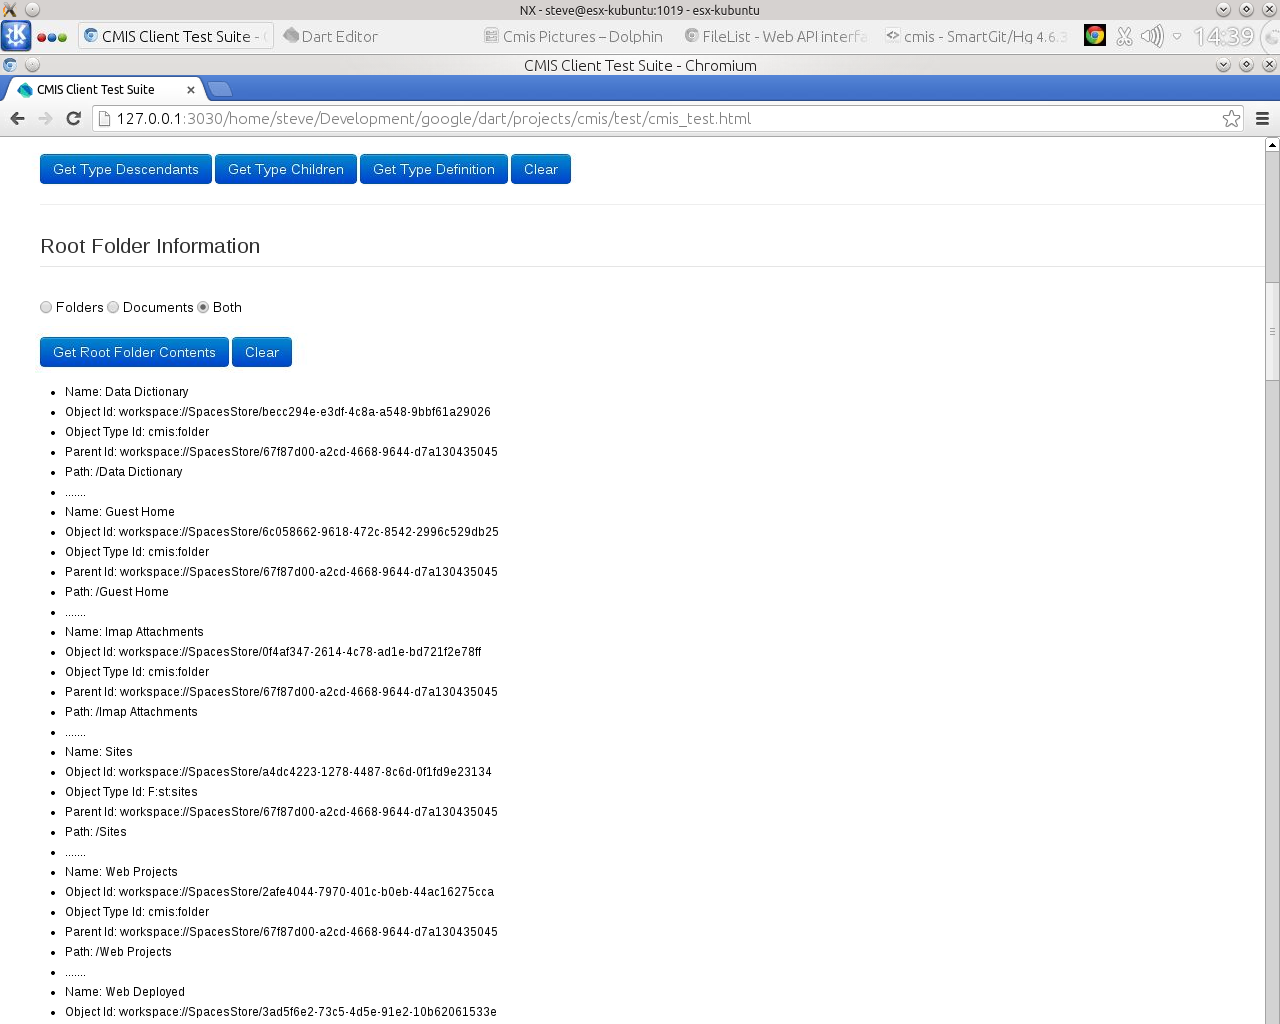 NX - steve@esx-kubuntu:1019 - esx-kubuntu
CMIS Client Test Suite - Dart Editor Cmis Pictures – Dolphin FileList - Web API interfa cmis - SmartGit/Hg 4.6.3 14:39
CMIS Client Test Suite - Chromium
CMIS Client Test Suite
127.0.0.1:3030/home/steve/Development/google/dart/projects/cmis/test/cmis_test.html
Get Type Descendants Get Type Children Get Type Definition Clear
Root Folder Information
Folders Documents Both
Get Root Folder Contents Clear
Name: Data Dictionary
Object Id: workspace://SpacesStore/becc294e-e3df-4c8a-a548-9bbf61a29026
Object Type Id: cmis:folder
Parent Id: workspace://SpacesStore/67f87d00-a2cd-4668-9644-d7a130435045
Path: /Data Dictionary
.......
Name: Guest Home
Object Id: workspace://SpacesStore/6c058662-9618-472c-8542-2996c529db25
Object Type Id: cmis:folder
Parent Id: workspace://SpacesStore/67f87d00-a2cd-4668-9644-d7a130435045
Path: /Guest Home
.......
Name: Imap Attachments
Object Id: workspace://SpacesStore/0f4af347-2614-4c78-ad1e-bd721f2e78ff
Object Type Id: cmis:folder
Parent Id: workspace://SpacesStore/67f87d00-a2cd-4668-9644-d7a130435045
Path: /Imap Attachments
.......
Name: Sites
Object Id: workspace://SpacesStore/a4dc4223-1278-4487-8c6d-0f1fd9e23134
Object Type Id: F:st:sites
Parent Id: workspace://SpacesStore/67f87d00-a2cd-4668-9644-d7a130435045
Path: /Sites
.......
Name: Web Projects
Object Id: workspace://SpacesStore/2afe4044-7970-401c-b0eb-44ac16275cca
Object Type Id: cmis:folder
Parent Id: workspace://SpacesStore/67f87d00-a2cd-4668-9644-d7a130435045
Path: /Web Projects
.......
Name: Web Deployed
Object Id: workspace://SpacesStore/3ad5f6e2-73c5-4d5e-91e2-10b62061533e